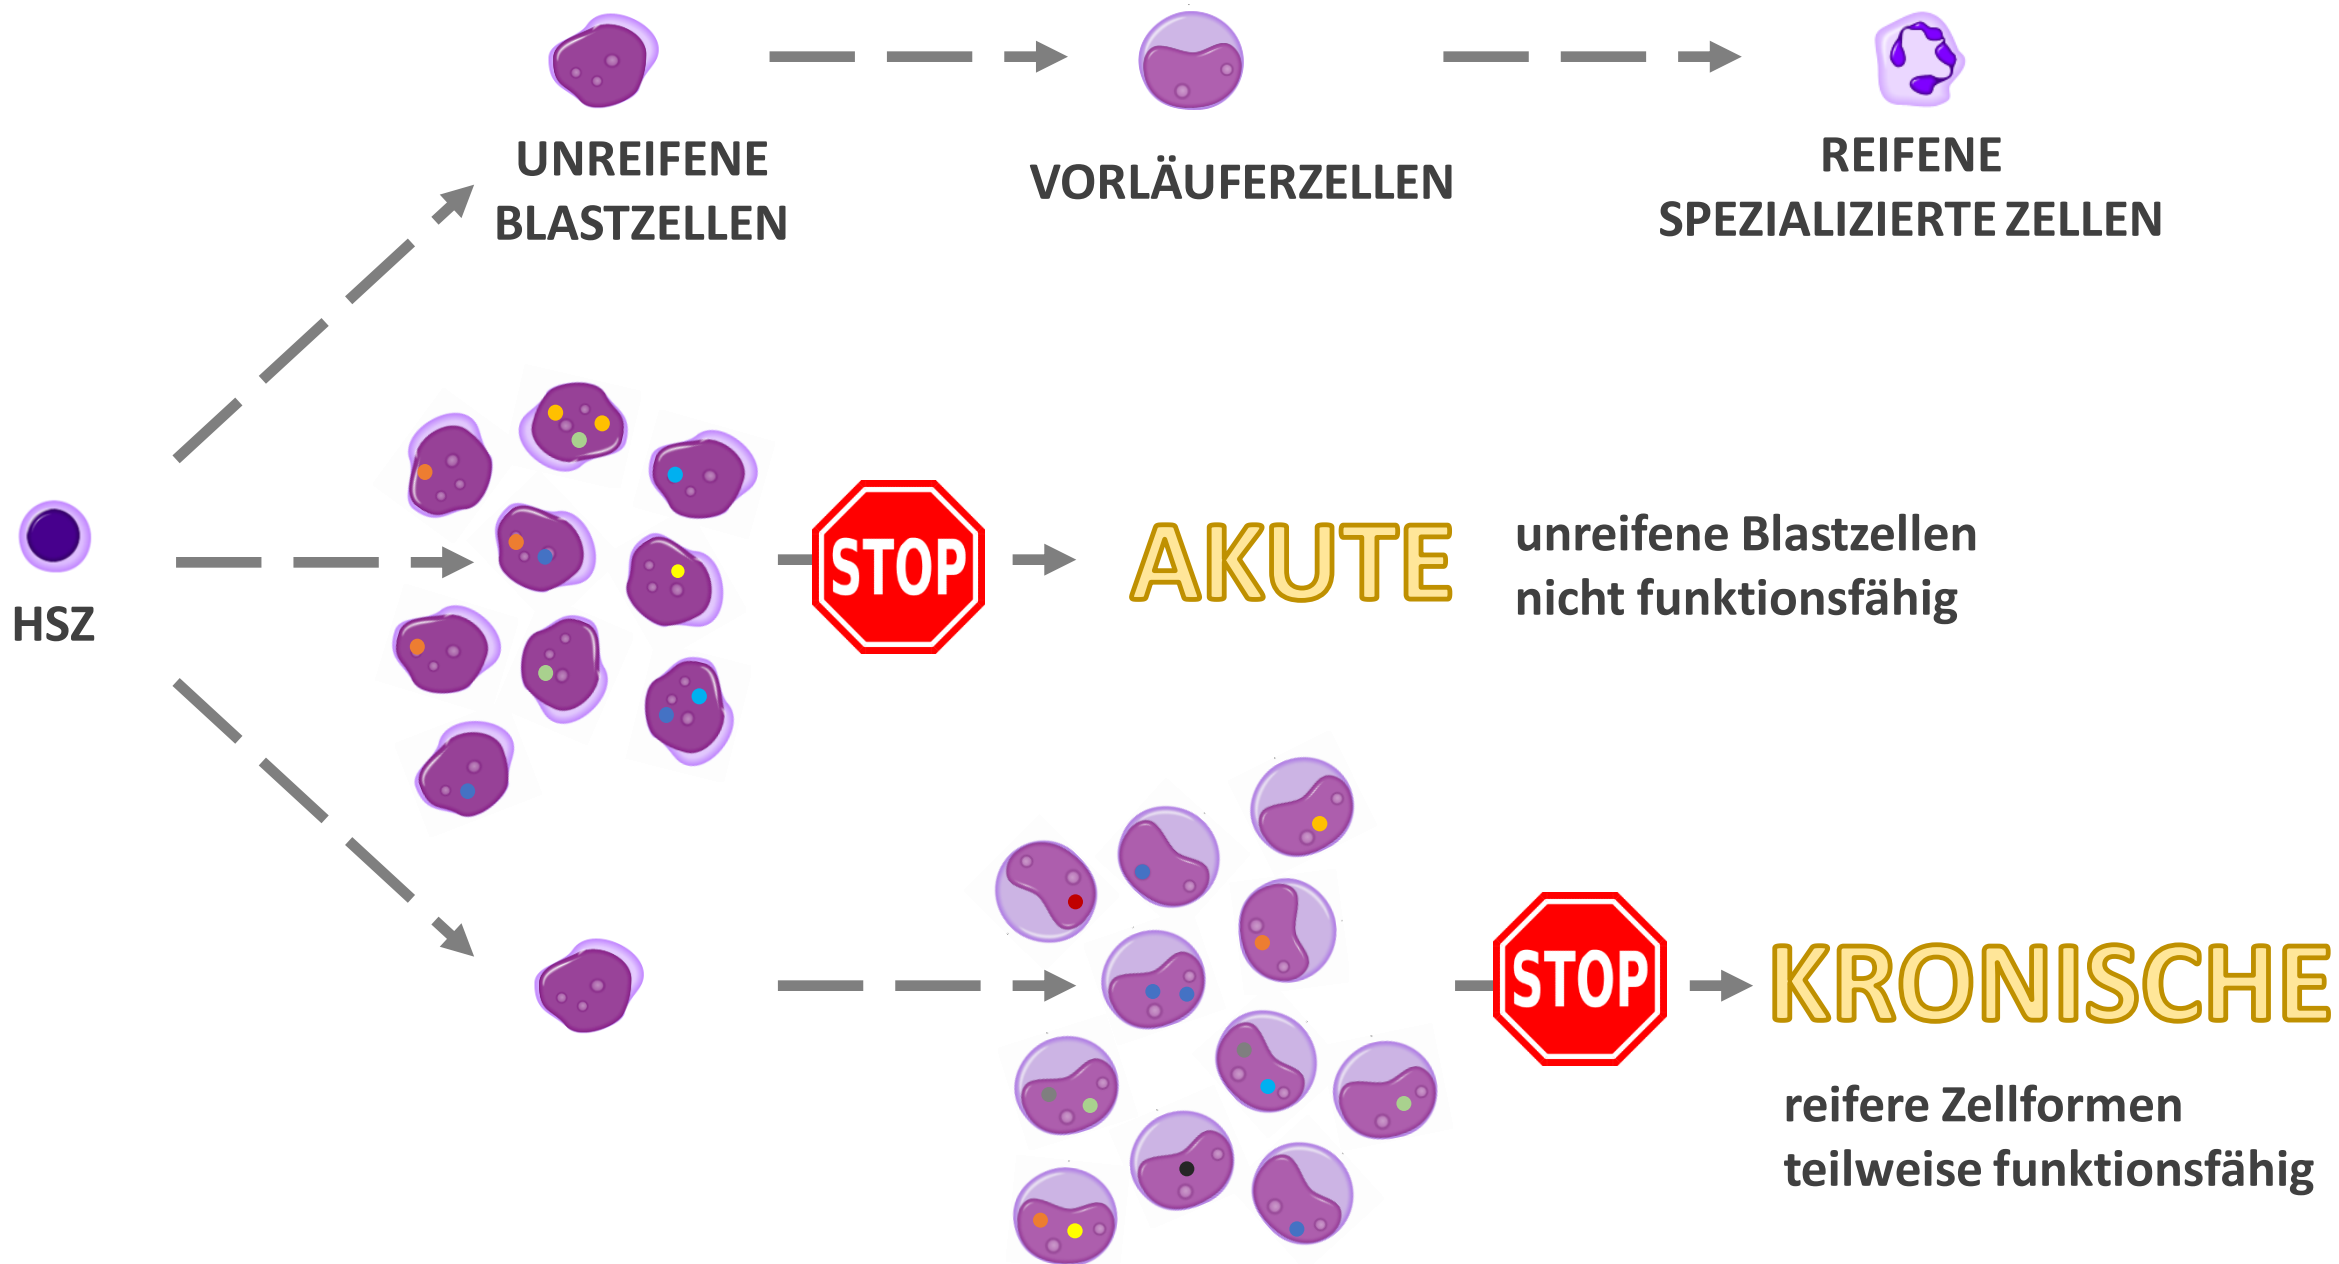 UNREIFENE
BLASTZELLEN
VORLÄUFERZELLEN
REIFENE
SPEZIALIZIERTE ZELLEN
HSZ
STOP
AKUTE
unreifene Blastzellen
nicht funktionsfähig
STOP
KRONISCHE
reifere Zellformen
teilweise funktionsfähig